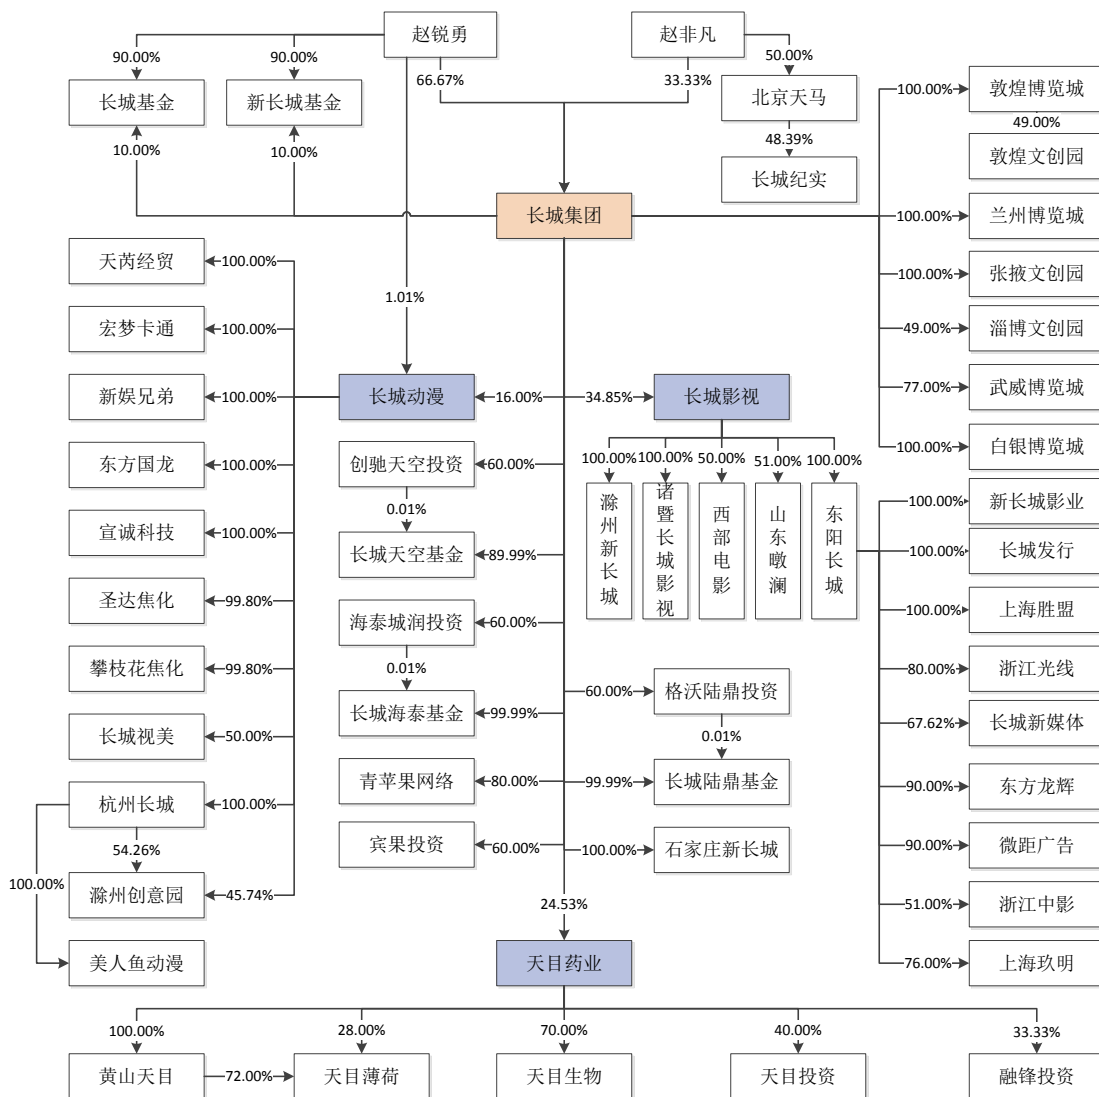 赵锐勇
赵非凡
90.00%
90.00%
66.67%
33.33%
50.00%
长城基金
新长城基金
北京天马
100.00%
敦煌博览城
49.00%
10.00%
10.00%
48.39%
敦煌文创园
长城纪实
长城集团
100.00%
兰州博览城
天芮经贸
100.00%
100.00%
张掖文创园
1.01%
宏梦卡通
100.00%
49.00%
淄博文创园
新娱兄弟
100.00%
长城动漫
16.00%
34.85%
长城影视
77.00%
武威博览城
100.00%
白银博览城
东方国龙
100.00%
创驰天空投资
60.00%
100.00%
100.00%
50.00%
51.00%
100.00%
滁州新长城
诸暨长城影视
西部电影
山东暾澜
东阳长城
100.00%
新长城影业
0.01%
宣诚科技
100.00%
长城天空基金
89.99%
100.00%
长城发行
圣达焦化
99.80%
海泰城润投资
60.00%
100.00%
上海胜盟
0.01%
攀枝花焦化
99.80%
80.00%
浙江光线
长城海泰基金
99.99%
60.00%
格沃陆鼎投资
67.62%
长城新媒体
长城视美
50.00%
0.01%
青苹果网络
80.00%
99.99%
长城陆鼎基金
90.00%
东方龙辉
杭州长城
100.00%
54.26%
宾果投资
60.00%
100.00%
石家庄新长城
90.00%
微距广告
100.00%
滁州创意园
45.74%
24.53%
51.00%
浙江中影
美人鱼动漫
天目药业
76.00%
上海玖明
100.00%
28.00%
70.00%
40.00%
33.33%
黄山天目
72.00%
天目薄荷
天目生物
天目投资
融锋投资